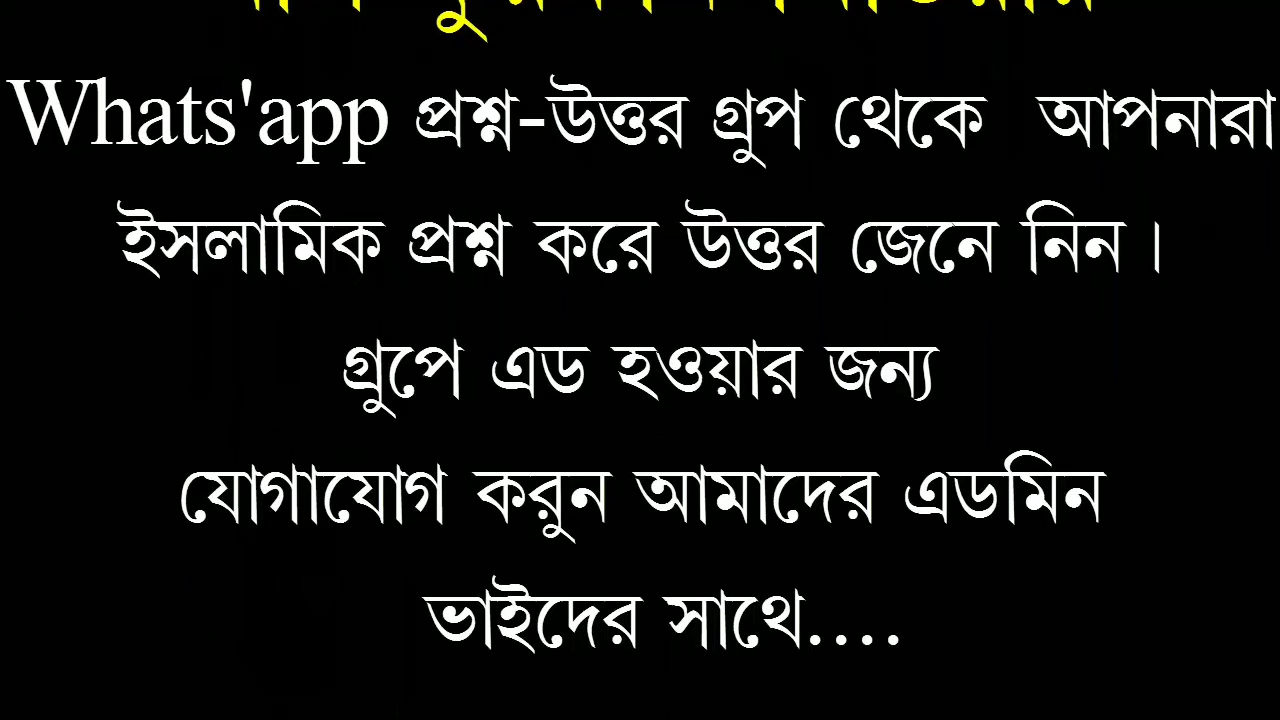 Whats'app প্রশ্ন-উত্তর গ্রুপ থেকে আপনারা
ইসলামিক প্রশ্ন করে উত্তর জেনে নিন।
গ্রুপে এড হওয়ার জন্য
যোগাযোগ করুন আমাদের এডমিন
ভাইদের সাথে....